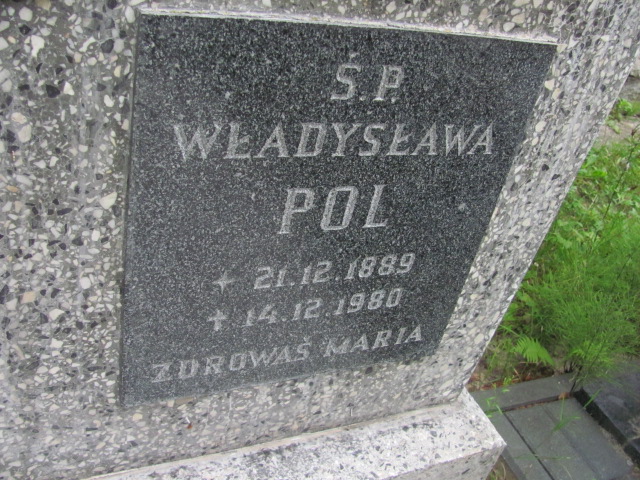 Ś.P.
WŁADYSŁAWA
POL
+ 21.12.1889
+ 14.12.1980
ZDROWAŚ MARIA